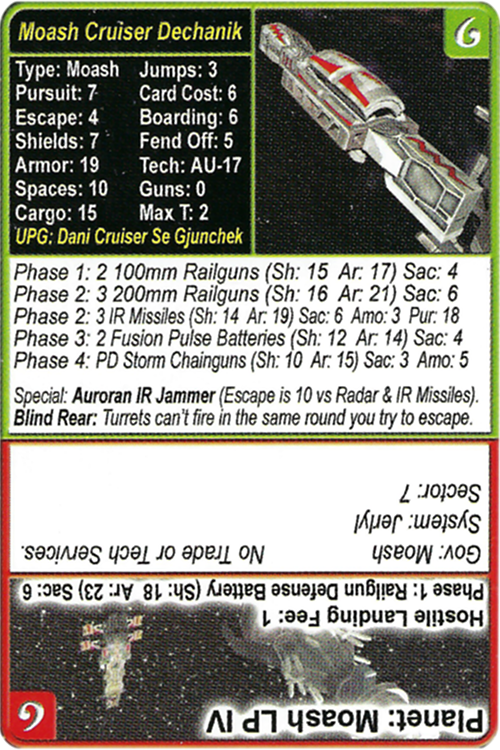 Moash Cruiser Dechanik
6
Type: Moash Jumps: 3
Pursuit: 7 Card Cost: 6
Escape: 4 Boarding: 6
Shields: 7 Fend Off: 5
Armor: 19 Tech: AU-17
Spaces: 10 Guns: 0
Cargo: 15 Max T: 2
UPG: Dani Cruiser Se Gjunchek
Phase 1: 2 100mm Railguns (Sh: 15 Ar: 17) Sac: 4
Phase 2: 3 200mm Railguns (Sh: 16 Ar: 21) Sac: 6
Phase 2: 3 IR Missiles (Sh: 14 Ar: 19) Sac: 6 Amo: 3 Pur: 18
Phase 3: 2 Fusion Pulse Batteries (Sh: 12 Ar: 14) Sac: 4
Phase 4: PD Storm Chainguns (Sh: 10 Ar: 15) Sac: 3 Amo: 5
Special: Auroran IR Jammer (Escape is 10 vs Radar & IR Missiles).
Blind Rear: Turrets can't fire in the same round you try to escape.
Planet: Moash LP IV
6
Hostile Landing Fee: 1
Phase 1: Railgun Defense Battery (Sh: 18 Ar: 23) Sac: 6
Gov: Moash No Trade or Tech Services.
System: Jerlyl
Sector: 7